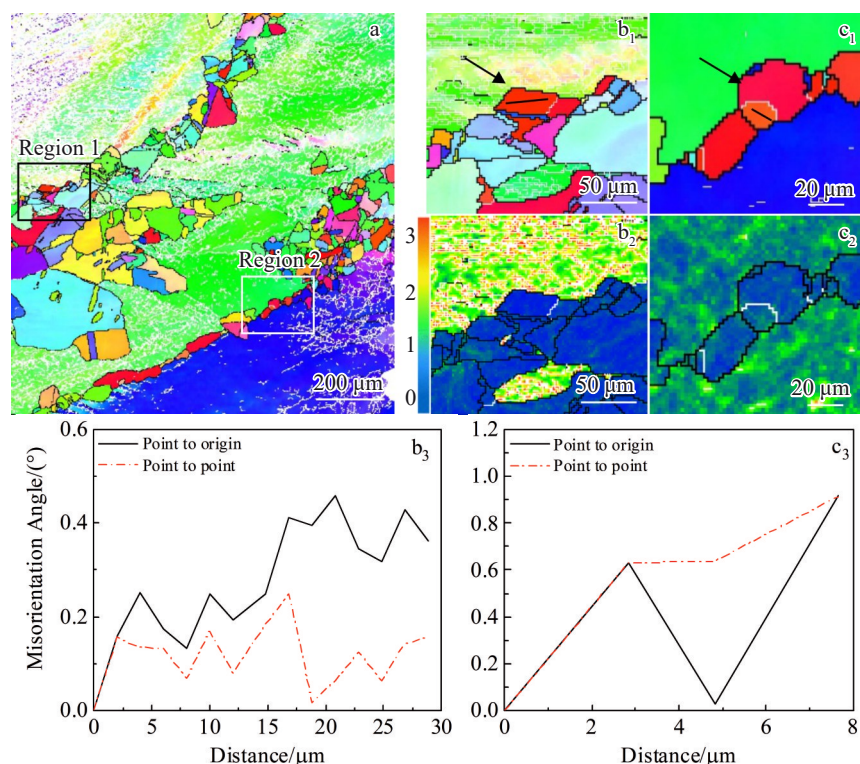 a
Region 1
Region 2
200 μm
b₁
50 μm
c₁
20 μm
3
2
1
0
b₂
50 μm
c₂
20 μm
b₃
Point to origin
Point to point
Misorientation Angle/(°)
0.6
0.4
0.2
0.0
0 5 10 15 20 25 30
Distance/μm
c₃
Point to origin
Point to point
1.2
1.0
0.8
0.6
0.4
0.2
0.0
0 2 4 6 8
Distance/μm